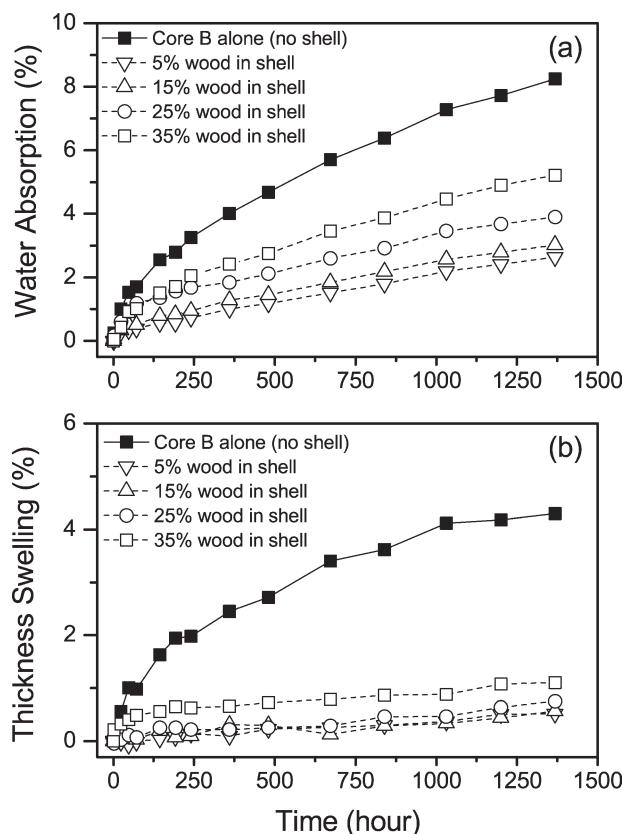 10
8
6
4
2
0
Water Absorption (%)
(a)
Core B alone (no shell)
5% wood in shell
15% wood in shell
25% wood in shell
35% wood in shell
0 250 500 750 1000 1250 1500
6
4
2
0
Thickness Swelling (%)
(b)
Core B alone (no shell)
5% wood in shell
15% wood in shell
25% wood in shell
35% wood in shell
0 250 500 750 1000 1250 1500
Time (hour)